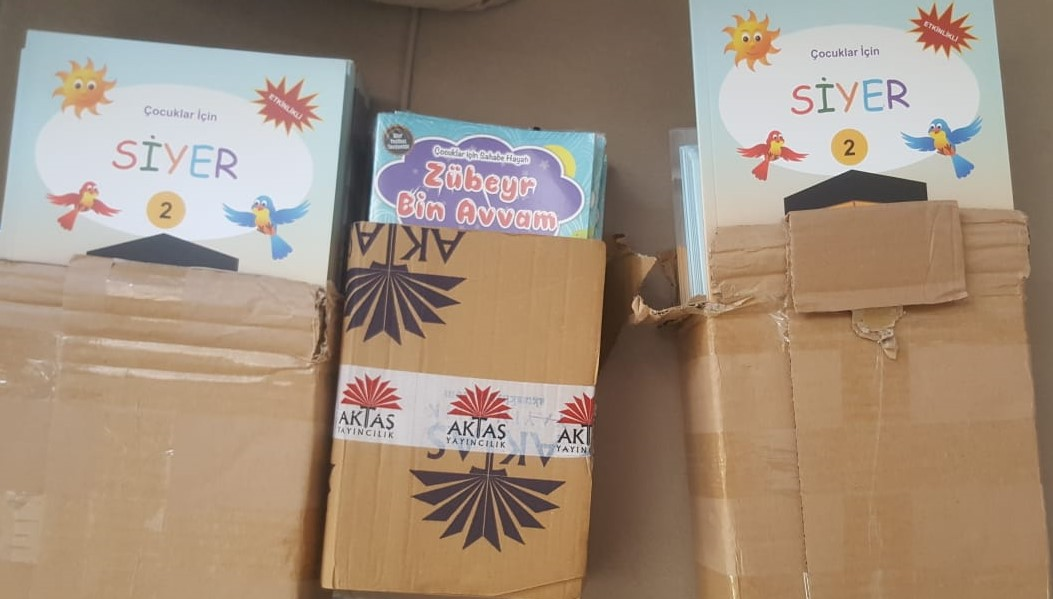 Çocuklar İçin
SİYER
2
ETKİNLİKLİ
Çocuklar İçin Sahabe Hayatı
Zübeyr
Bin Avvam
AKTAŞ
AKTAŞ
YAYINCILIK
AKTAŞ
YAYINCILIK
AKT
YAYIN
Çocuklar İçin
SİYER
2
ETKİNLİKLİ